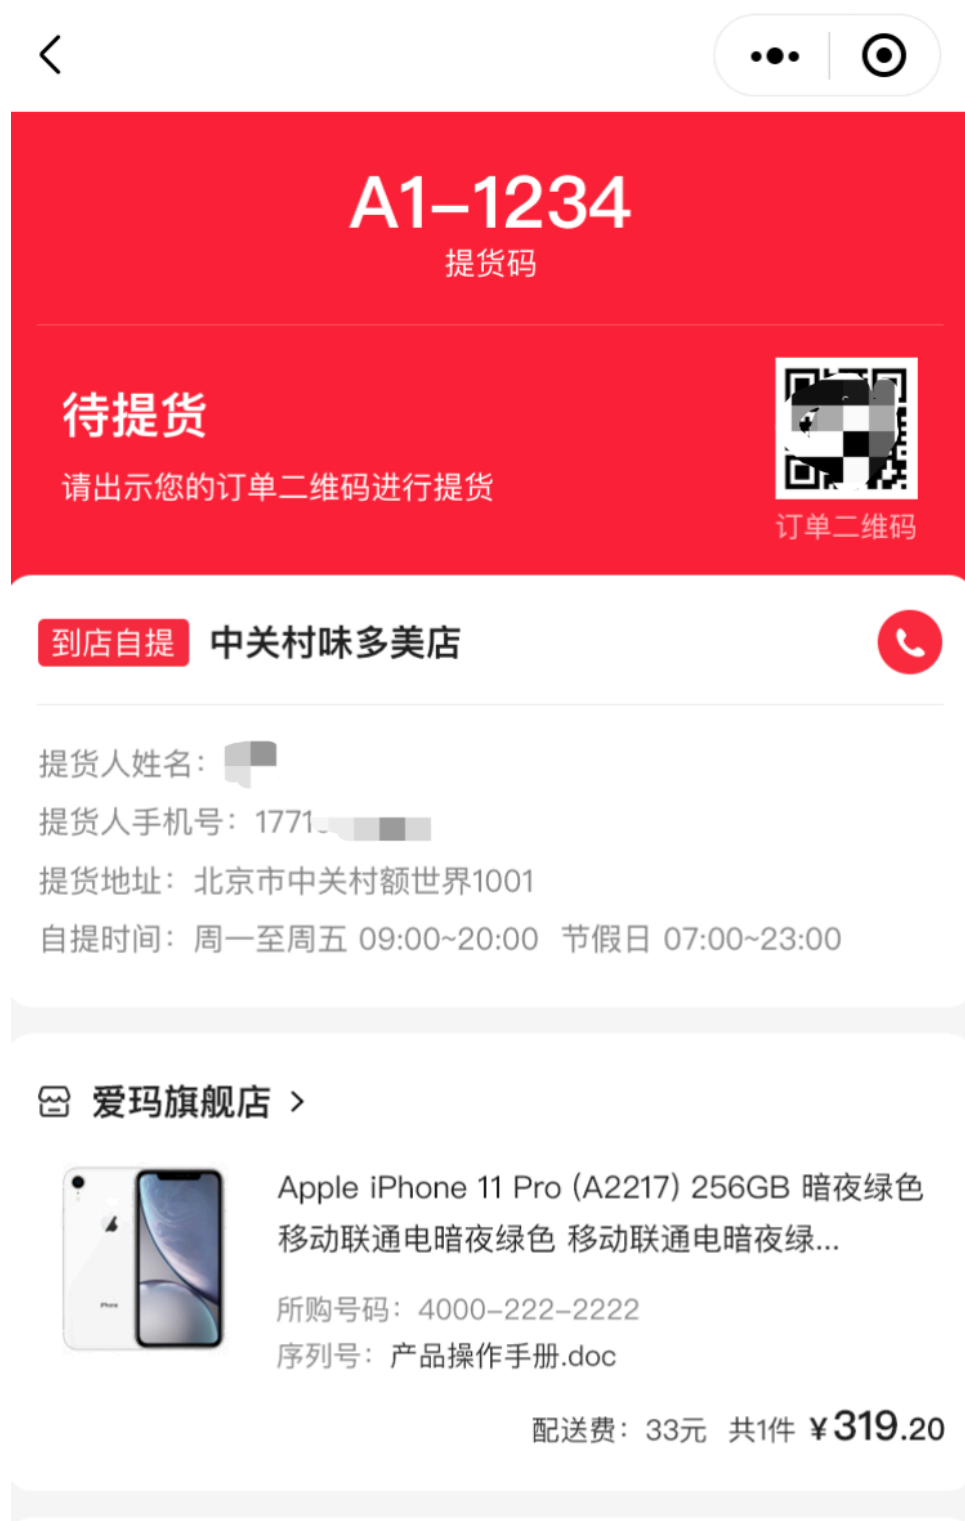 A1-1234
提货码
待提货
请出示您的订单二维码进行提货
订单二维码
到店自提 中关村味多美店
提货人姓名：
提货人手机号：1771
提货地址：北京市中关村额世界1001
自提时间：周一至周五 09:00~20:00 节假日 07:00~23:00
爱玛旗舰店
Apple iPhone 11 Pro (A2217) 256GB 暗夜绿色
移动联通电暗夜绿色 移动联通电暗夜绿...
所购号码：4000-222-2222
序列号：产品操作手册.doc
配送费：33元 共1件 ¥319.20